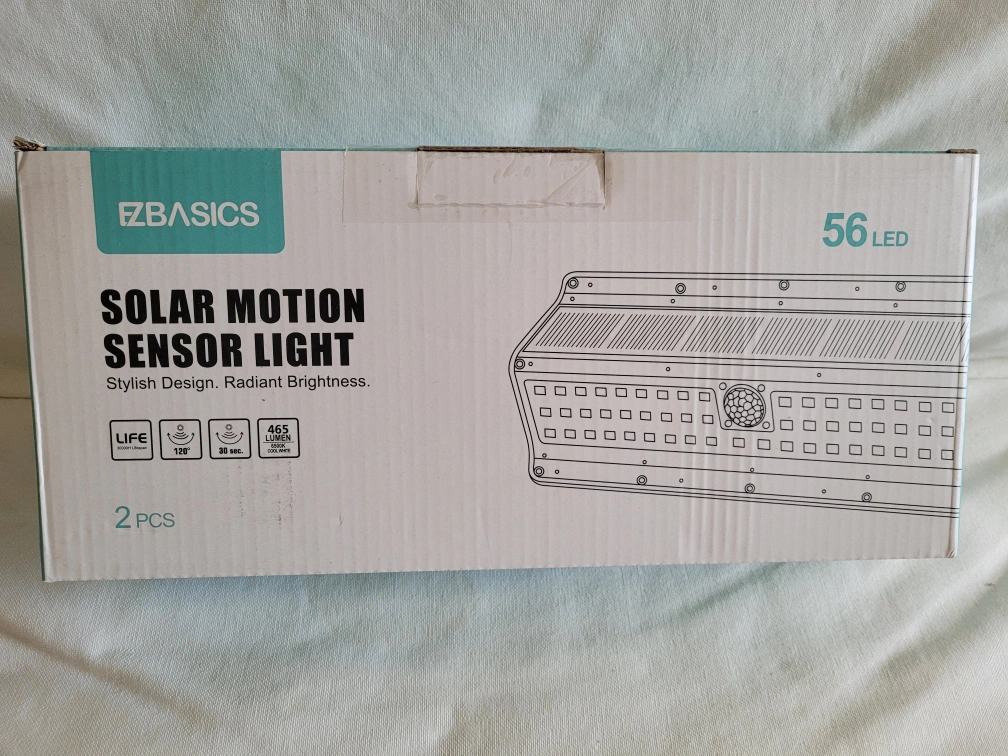 EZBASICS
56 LED
SOLAR MOTION
SENSOR LIGHT
Stylish Design. Radiant Brightness.
LIFE
120°
30 sec.
465
LUMEN
6500K
COOL WHITE
2 PCS